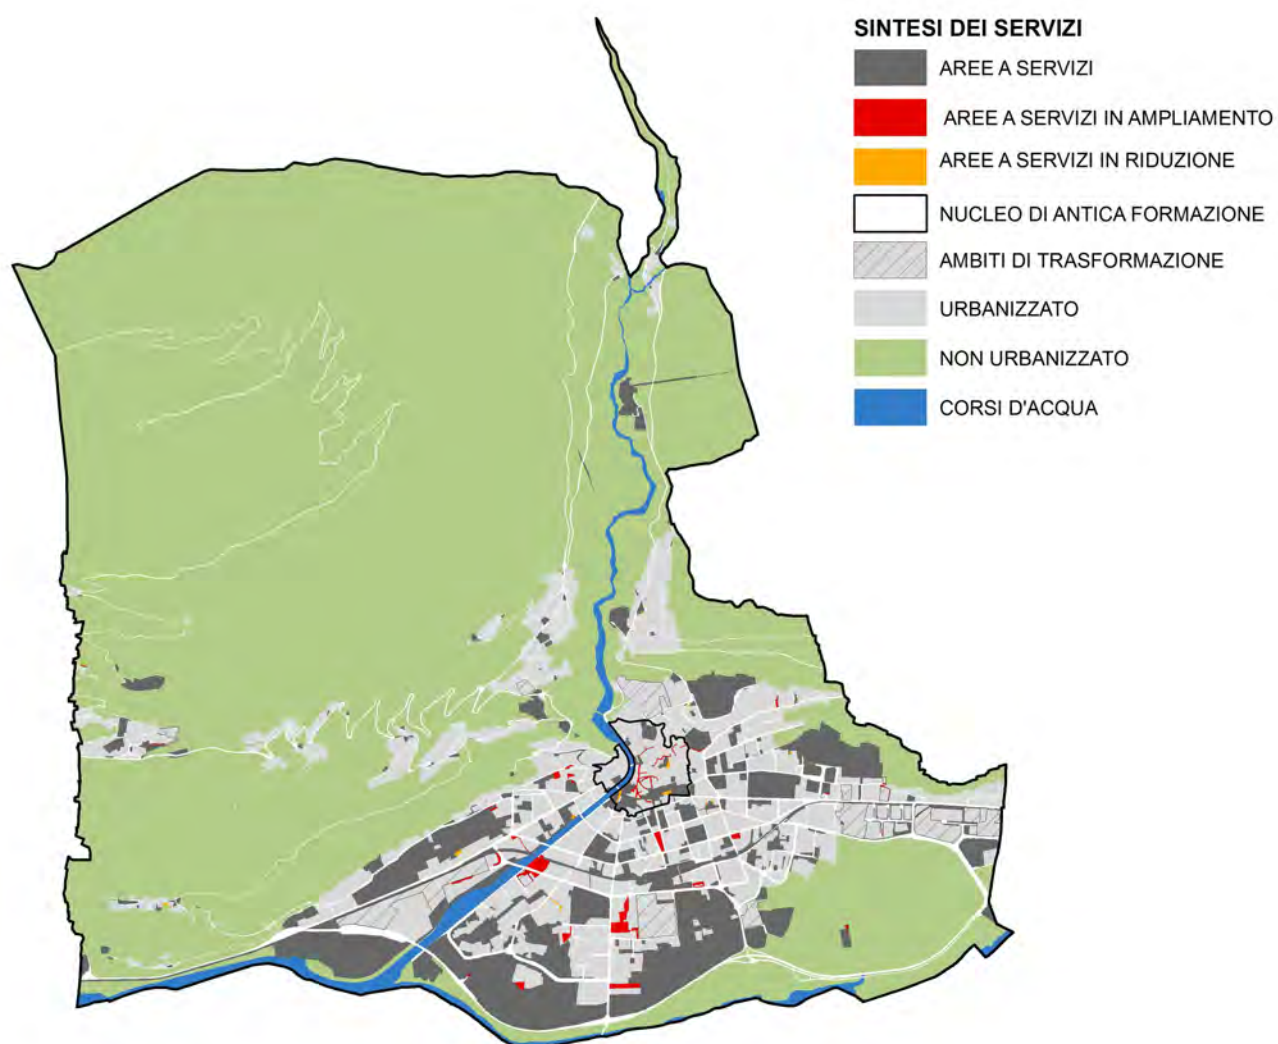 SINTESI DEI SERVIZI
AREE A SERVIZI
AREE A SERVIZI IN AMPLIAMENTO
AREE A SERVIZI IN RIDUZIONE
NUCLEO DI ANTICA FORMAZIONE
AMBITI DI TRASFORMAZIONE
URBANIZZATO
NON URBANIZZATO
CORSI D'ACQUA